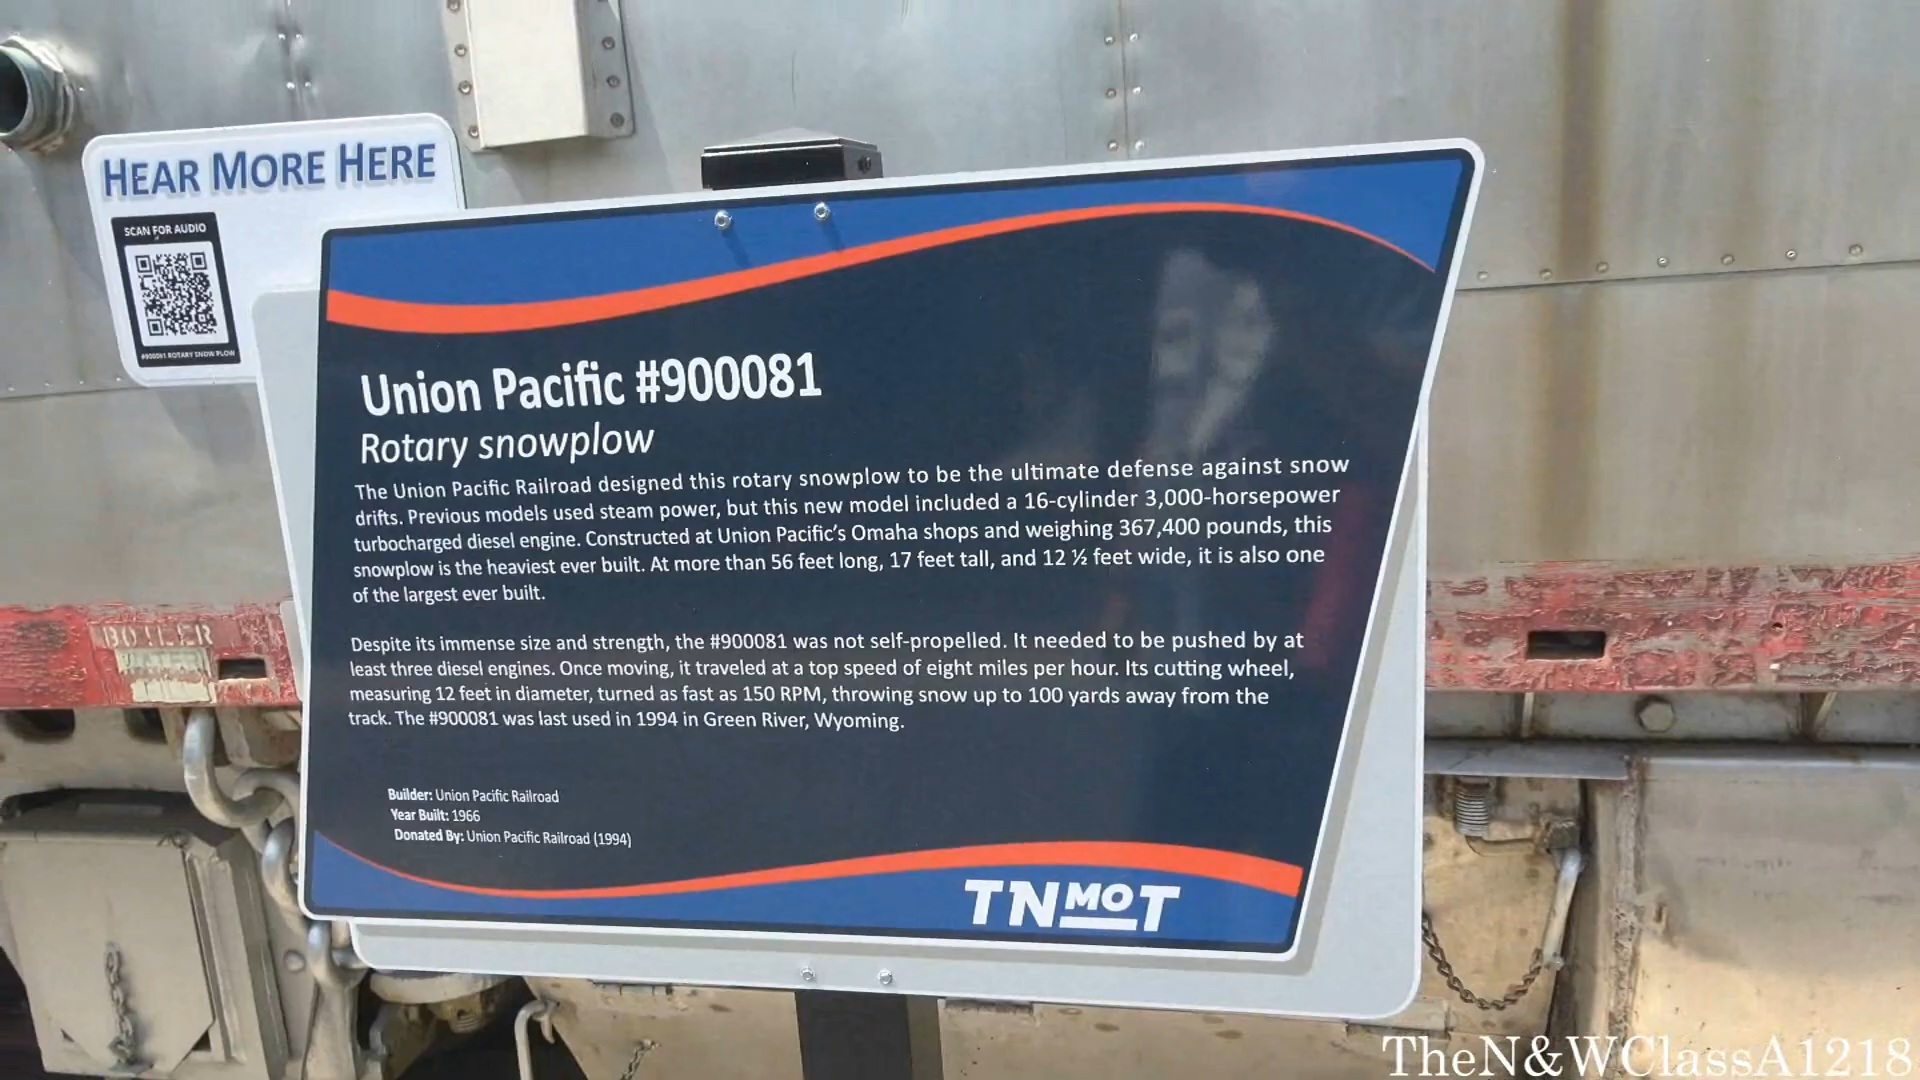 HEAR MORE HERE
SCAN FOR AUDIO
#900081 ROTARY SNOW PLOW
Union Pacific #900081
Rotary snowplow
The Union Pacific Railroad designed this rotary snowplow to be the ultimate defense against snow
drifts. Previous models used steam power, but this new model included a 16-cylinder 3,000-horsepower
turbocharged diesel engine. Constructed at Union Pacific's Omaha shops and weighing 367,400 pounds, this
snowplow is the heaviest ever built. At more than 56 feet long, 17 feet tall, and 12 ½ feet wide, it is also one
of the largest ever built.
Despite its immense size and strength, the #900081 was not self-propelled. It needed to be pushed by at
least three diesel engines. Once moving, it traveled at a top speed of eight miles per hour. Its cutting wheel,
measuring 12 feet in diameter, turned as fast as 150 RPM, throwing snow up to 100 yards away from the
track. The #900081 was last used in 1994 in Green River, Wyoming.
Builder: Union Pacific Railroad
Year Built: 1966
Donated By: Union Pacific Railroad (1994)
TNMOT
BOILER
TheN&WClassA1218